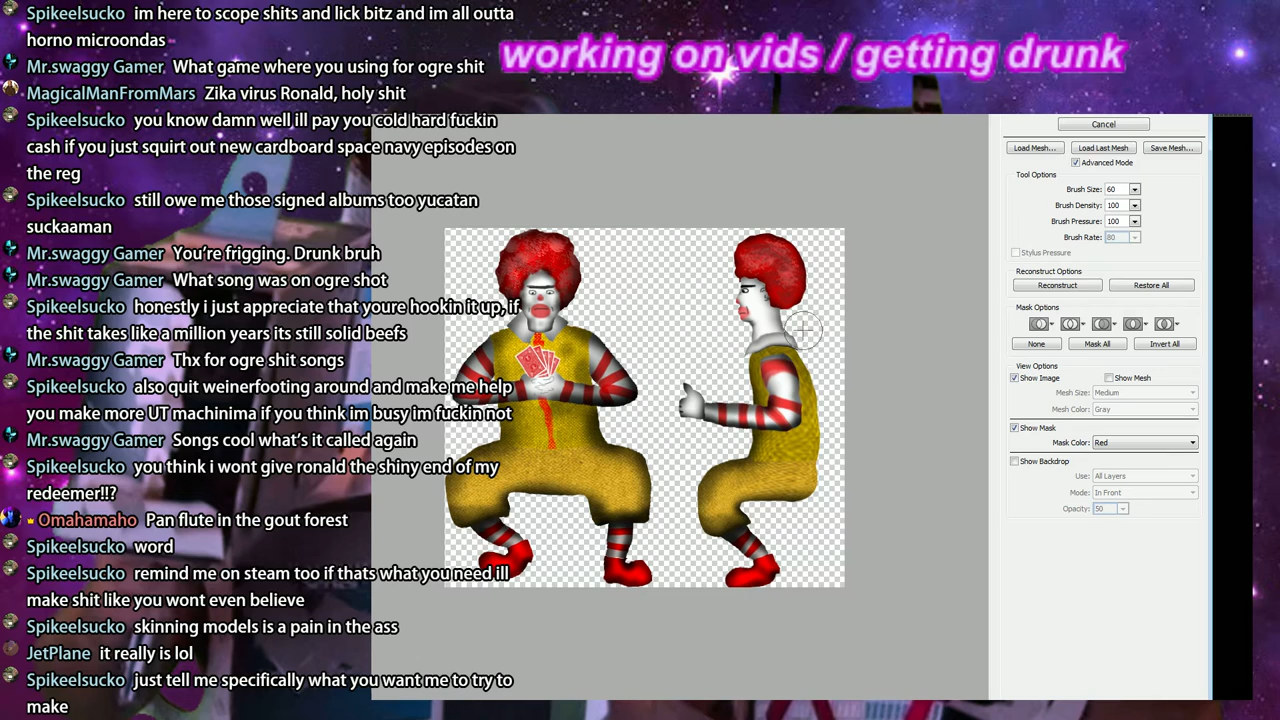 Spikeelsucko im here to scope shits and lick bitz and im all outta
horno microondas
working on vids / getting drunk
Mr.swaggy Gamer What game where you using for ogre shit
MagicalManFromMars Zika virus Ronald, holy shit
Spikeelsucko you know damn well ill pay you cold hard fuckin
cash if you just squirt out new cardboard space navy episodes on
the reg
Spikeelsucko still owe me those signed albums too yucatan
suckaaman
Mr.swaggy Gamer You’re frigging. Drunk bruh
Mr.swaggy Gamer What song was on ogre shot
Spikeelsucko honestly i just appreciate that youre hookin it up, if
the shit takes like a million years its still solid beefs
Mr.swaggy Gamer Thx for ogre shit songs
Spikeelsucko also quit weinerfooting around and make me help
you make more UT machinima if you think im busy im fuckin not
Mr.swaggy Gamer Songs cool what’s it called again
Spikeelsucko you think i wont give ronald the shiny end of my
redeemer!!?
Omahamaho Pan flute in the gout forest
Spikeelsucko word
Spikeelsucko remind me on steam too if thats what you need ill
make shit like you wont even believe
Spikeelsucko skinning models is a pain in the ass
JetPlane it really is lol
Spikeelsucko just tell me specifically what you want me to try to
make
Cancel
Load Mesh... Load Last Mesh Save Mesh...
Advanced Mode
Tool Options
Brush Size: 60
Brush Density: 100
Brush Pressure: 100
Brush Rate: 80
Stylus Pressure
Reconstruct Options
Reconstruct Restore All
Mask Options
None Mask All Invert All
View Options
Show Image Show Mesh
Mesh Size: Medium
Mesh Color: Gray
Show Mask
Mask Color: Red
Show Backdrop
Use: All Layers
Mode: In Front
Opacity: 50